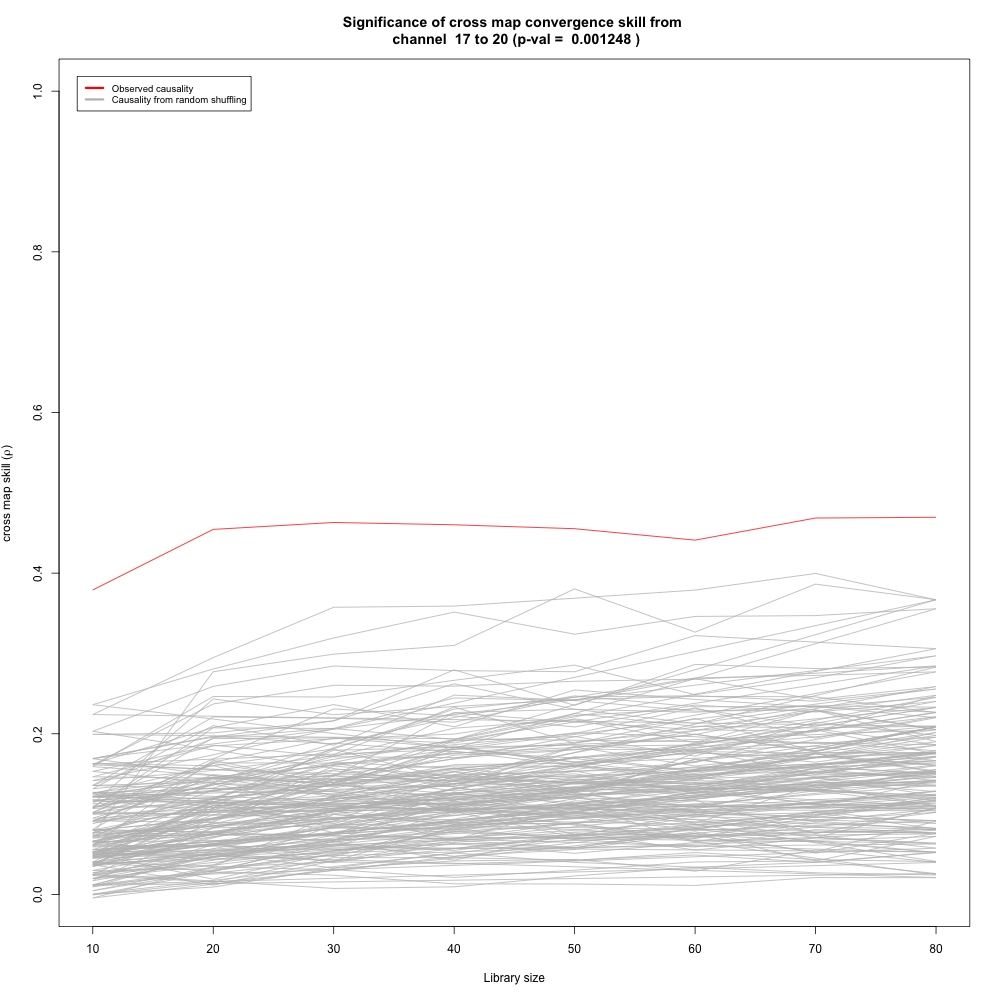 Significance of cross map convergence skill from
channel  17 to 20 (p-val =  0.001248 )
Observed causality
Causality from random shuffling
cross map skill (ρ)
1.0
0.8
0.6
0.4
0.2
0.0
10 20 30 40 50 60 70 80
Library size